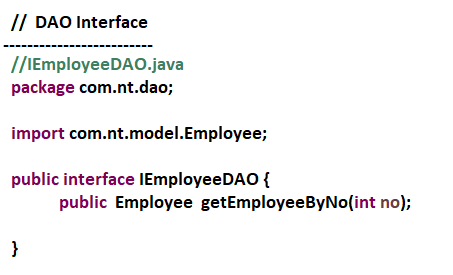 // DAO Interface
-------------------------
//IEmployeeDAO.java
package com.nt.dao;
import com.nt.model.Employee;
public interface IEmployeeDAO {
public Employee getEmployeeByNo(int no);
}